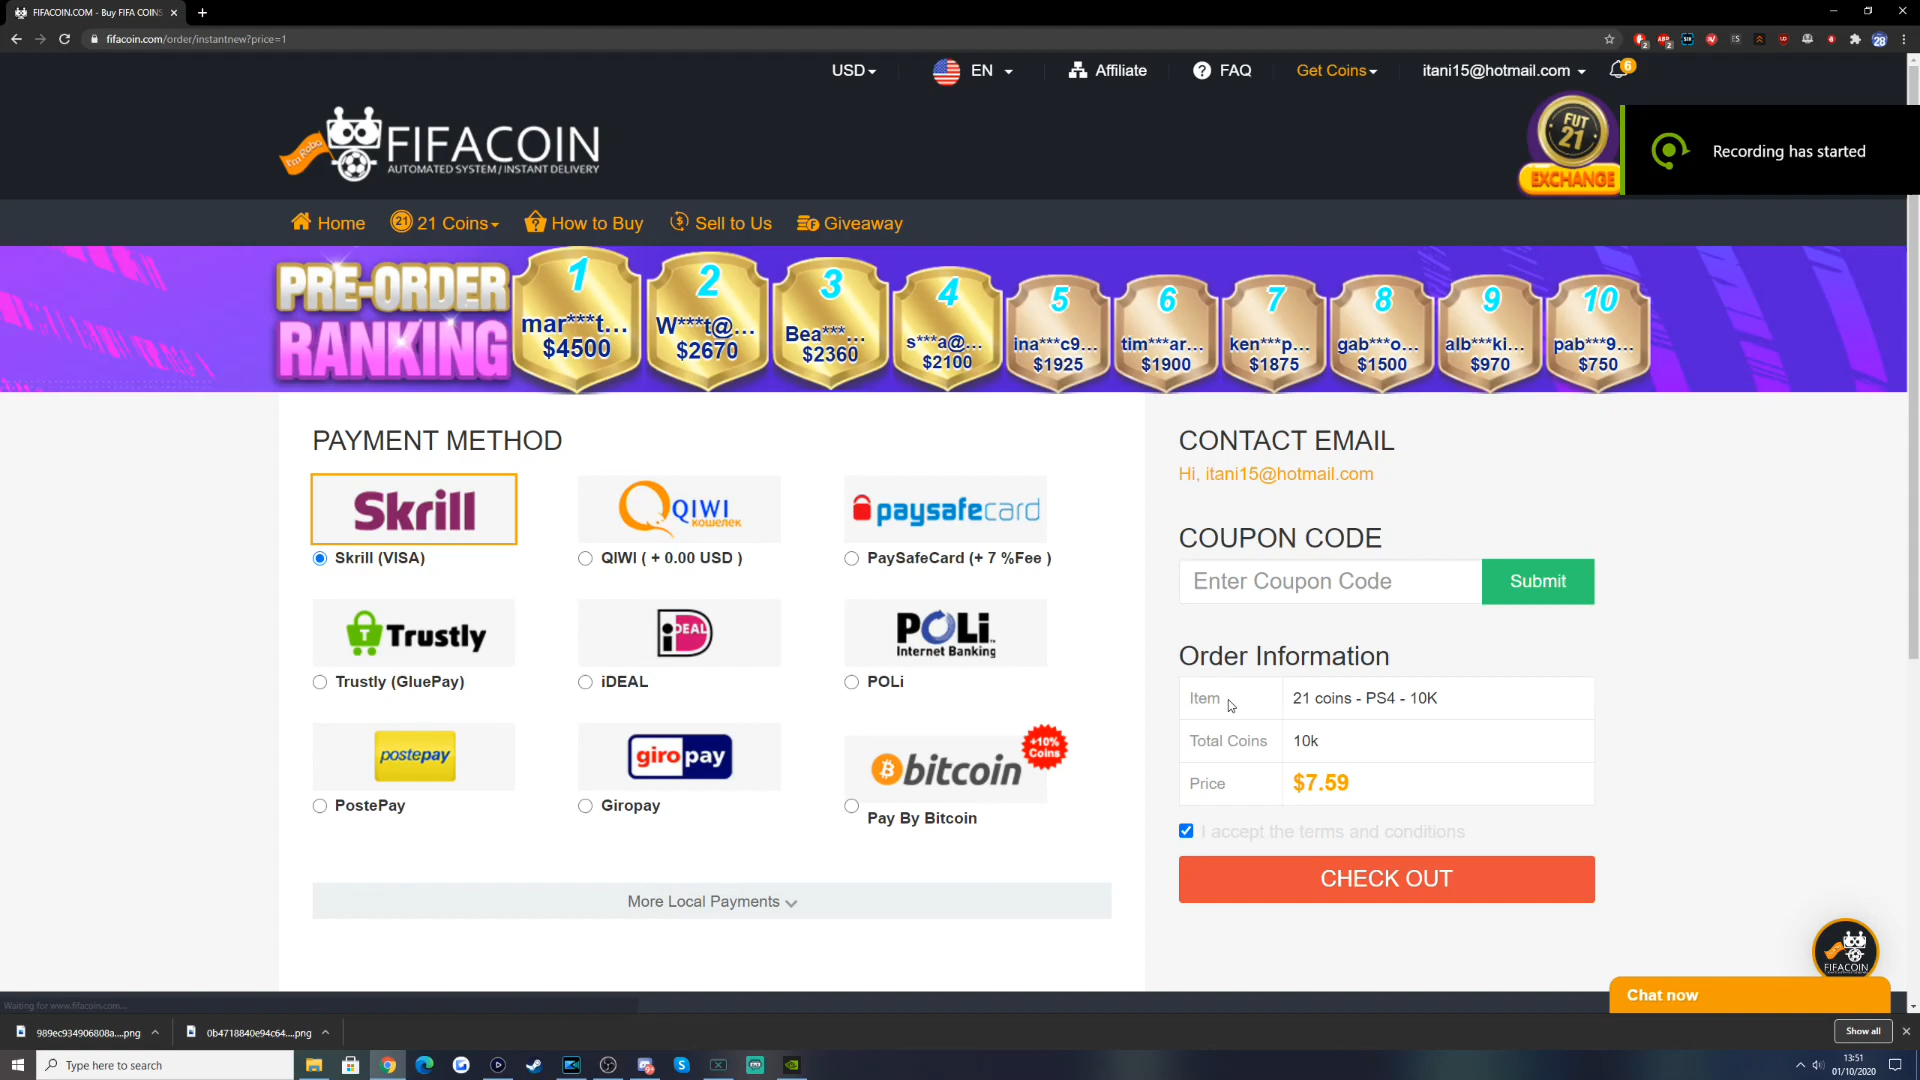 FIFACOIN.COM - Buy FIFA COINS
fifacoin.com/order/instantnew?price=1
USD
EN
Affiliate
FAQ
Get Coins
itani15@hotmail.com
6
I'm Robo
FIFACOIN
AUTOMATED SYSTEM / INSTANT DELIVERY
FUT
21
EXCHANGE
Recording has started
Home
21 Coins
How to Buy
Sell to Us
Giveaway
PRE-ORDER
RANKING
1
mar***t...
$4500
2
W***t@...
$2670
3
Bea***...
$2360
4
s***a@...
$2100
5
ina***c9...
$1925
6
tim***ar...
$1900
7
ken***p...
$1875
8
gab***o...
$1500
9
alb***ki...
$970
10
pab***9...
$750
PAYMENT METHOD
Skrill
Skrill (VISA)
QIWI
КОШЕЛЕК
QIWI ( + 0.00 USD )
paysafecard
PaySafeCard (+ 7 %Fee )
Trustly
Trustly (GluePay)
iDEAL
iDEAL
POLi
Internet Banking
POLi
postepay
PostePay
giropay
Giropay
+10%
Coins
bitcoin
Pay By Bitcoin
More Local Payments
CONTACT EMAIL
Hi, itani15@hotmail.com
COUPON CODE
Enter Coupon Code
Submit
Order Information
Item
21 coins - PS4 - 10K
Total Coins
10k
Price
$7.59
I accept the terms and conditions
CHECK OUT
FIFACOIN
Chat now
Waiting for www.fifacoin.com...
989ec934906808a....png
0b4718840e94c64....png
Show all
Type here to search
13:51
01/10/2020